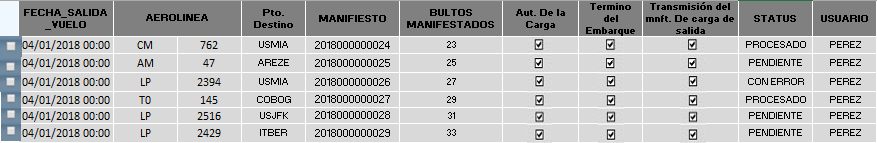 FECHA_SALIDA_VUELO AEROLINEA Pto. Destino MANIFIESTO BULTOS MANIFESTADOS Aut. De la Carga Termino del Embarque Transmisión del mnft. De carga de salida STATUS USUARIO
04/01/2018 00:00 CM 762 USMIA 2018000000024 23 PROCESADO PEREZ
04/01/2018 00:00 AM 47 AREZE 2018000000025 25 PENDIENTE PEREZ
04/01/2018 00:00 LP 2394 USMIA 2018000000026 27 CON ERROR PEREZ
04/01/2018 00:00 T0 145 COBOG 2018000000027 29 PROCESADO PEREZ
04/01/2018 00:00 LP 2516 USJFK 2018000000028 31 PENDIENTE PEREZ
04/01/2018 00:00 LP 2429 ITBER 2018000000029 33 PENDIENTE PEREZ